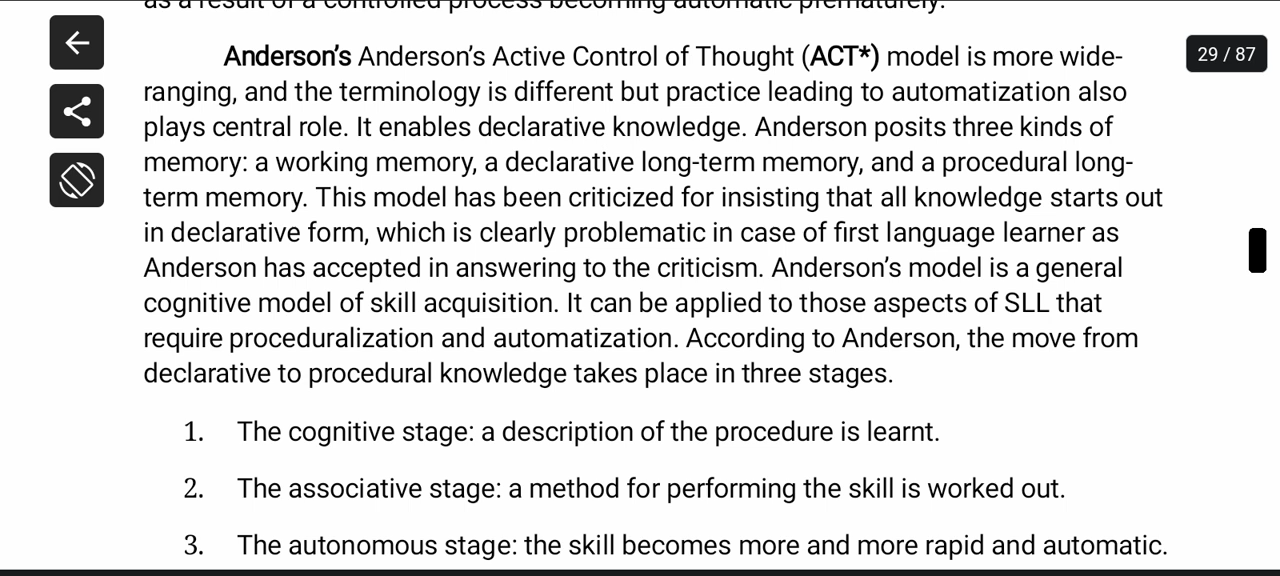 as a result of a controlled process becoming automatic prematurely.
Anderson's Anderson's Active Control of Thought (ACT*) model is more wide-
29 / 87
ranging, and the terminology is different but practice leading to automatization also
plays central role. It enables declarative knowledge. Anderson posits three kinds of
memory: a working memory, a declarative long-term memory, and a procedural long-
term memory. This model has been criticized for insisting that all knowledge starts out
in declarative form, which is clearly problematic in case of first language learner as
Anderson has accepted in answering to the criticism. Anderson's model is a general
cognitive model of skill acquisition. It can be applied to those aspects of SLL that
require proceduralization and automatization. According to Anderson, the move from
declarative to procedural knowledge takes place in three stages.
1. The cognitive stage: a description of the procedure is learnt.
2. The associative stage: a method for performing the skill is worked out.
3. The autonomous stage: the skill becomes more and more rapid and automatic.